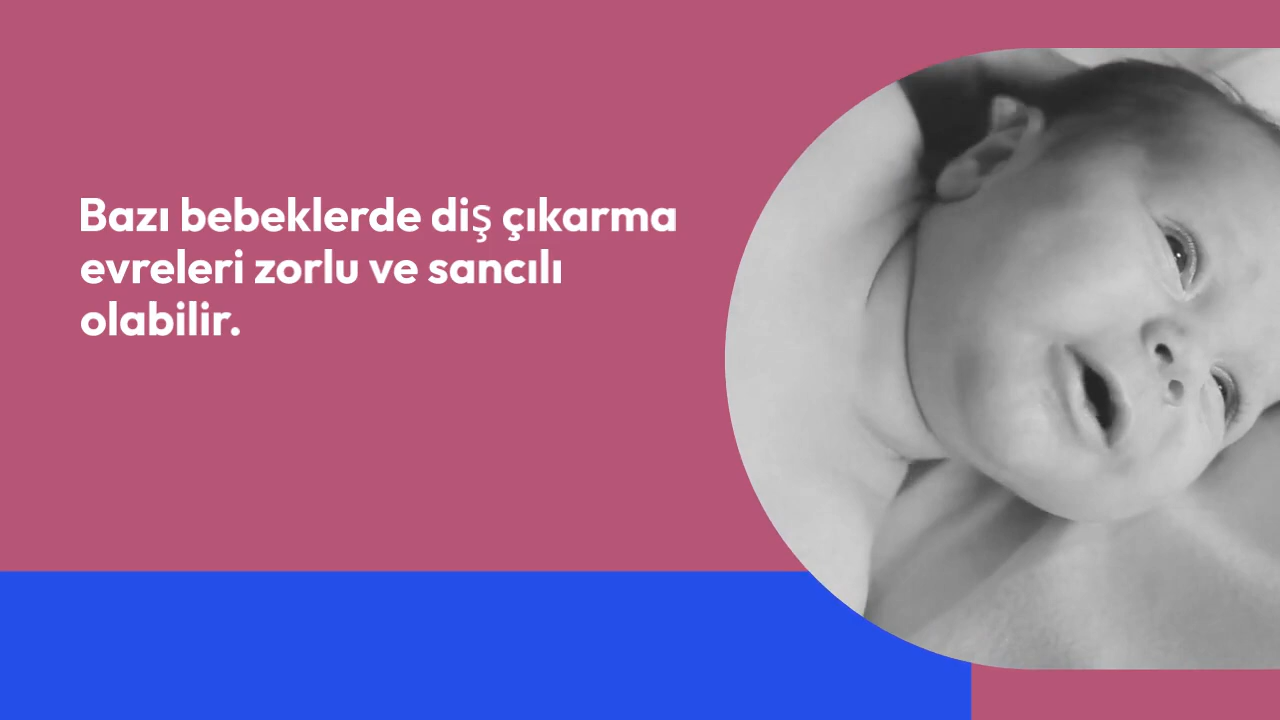 Bazı bebeklerde diş çıkarma
evreleri zorlu ve sancılı
olabilir.